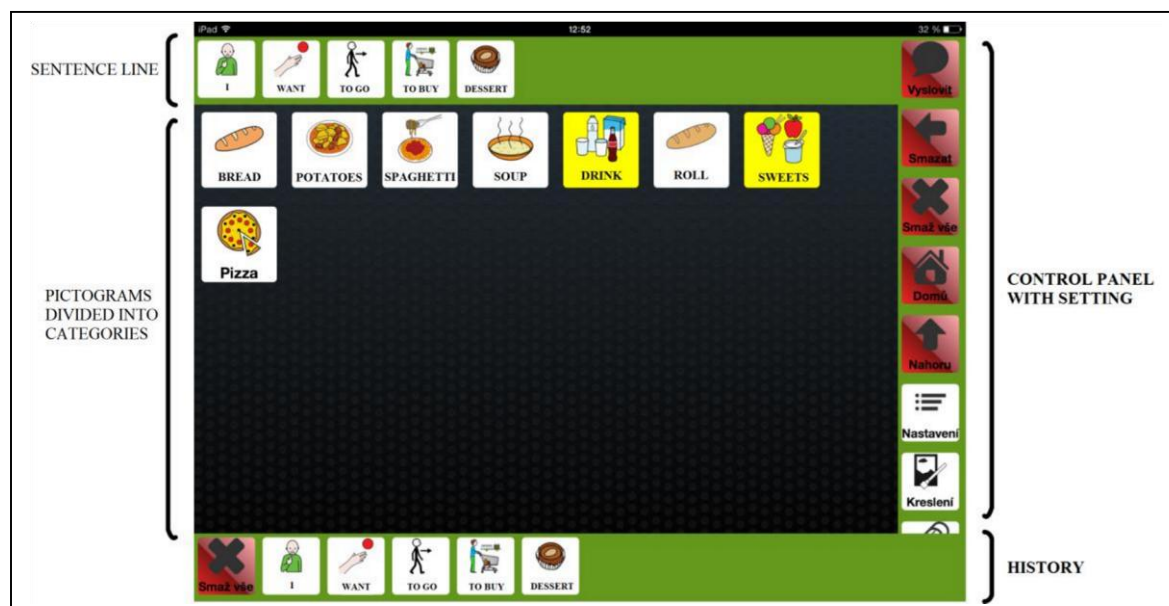 iPad 12:52 32 %
SENTENCE LINE
I WANT TO GO TO BUY DESSERT
Vyslovit
BREAD POTATOES SPAGHETTI SOUP DRINK ROLL SWEETS
Smazat
Smaž vše
Pizza
Domů
PICTOGRAMS
DIVIDED INTO
CATEGORIES
CONTROL PANEL
WITH SETTING
Nahoru
Nastavení
Kreslení
Smaž vše I WANT TO GO TO BUY DESSERT
HISTORY